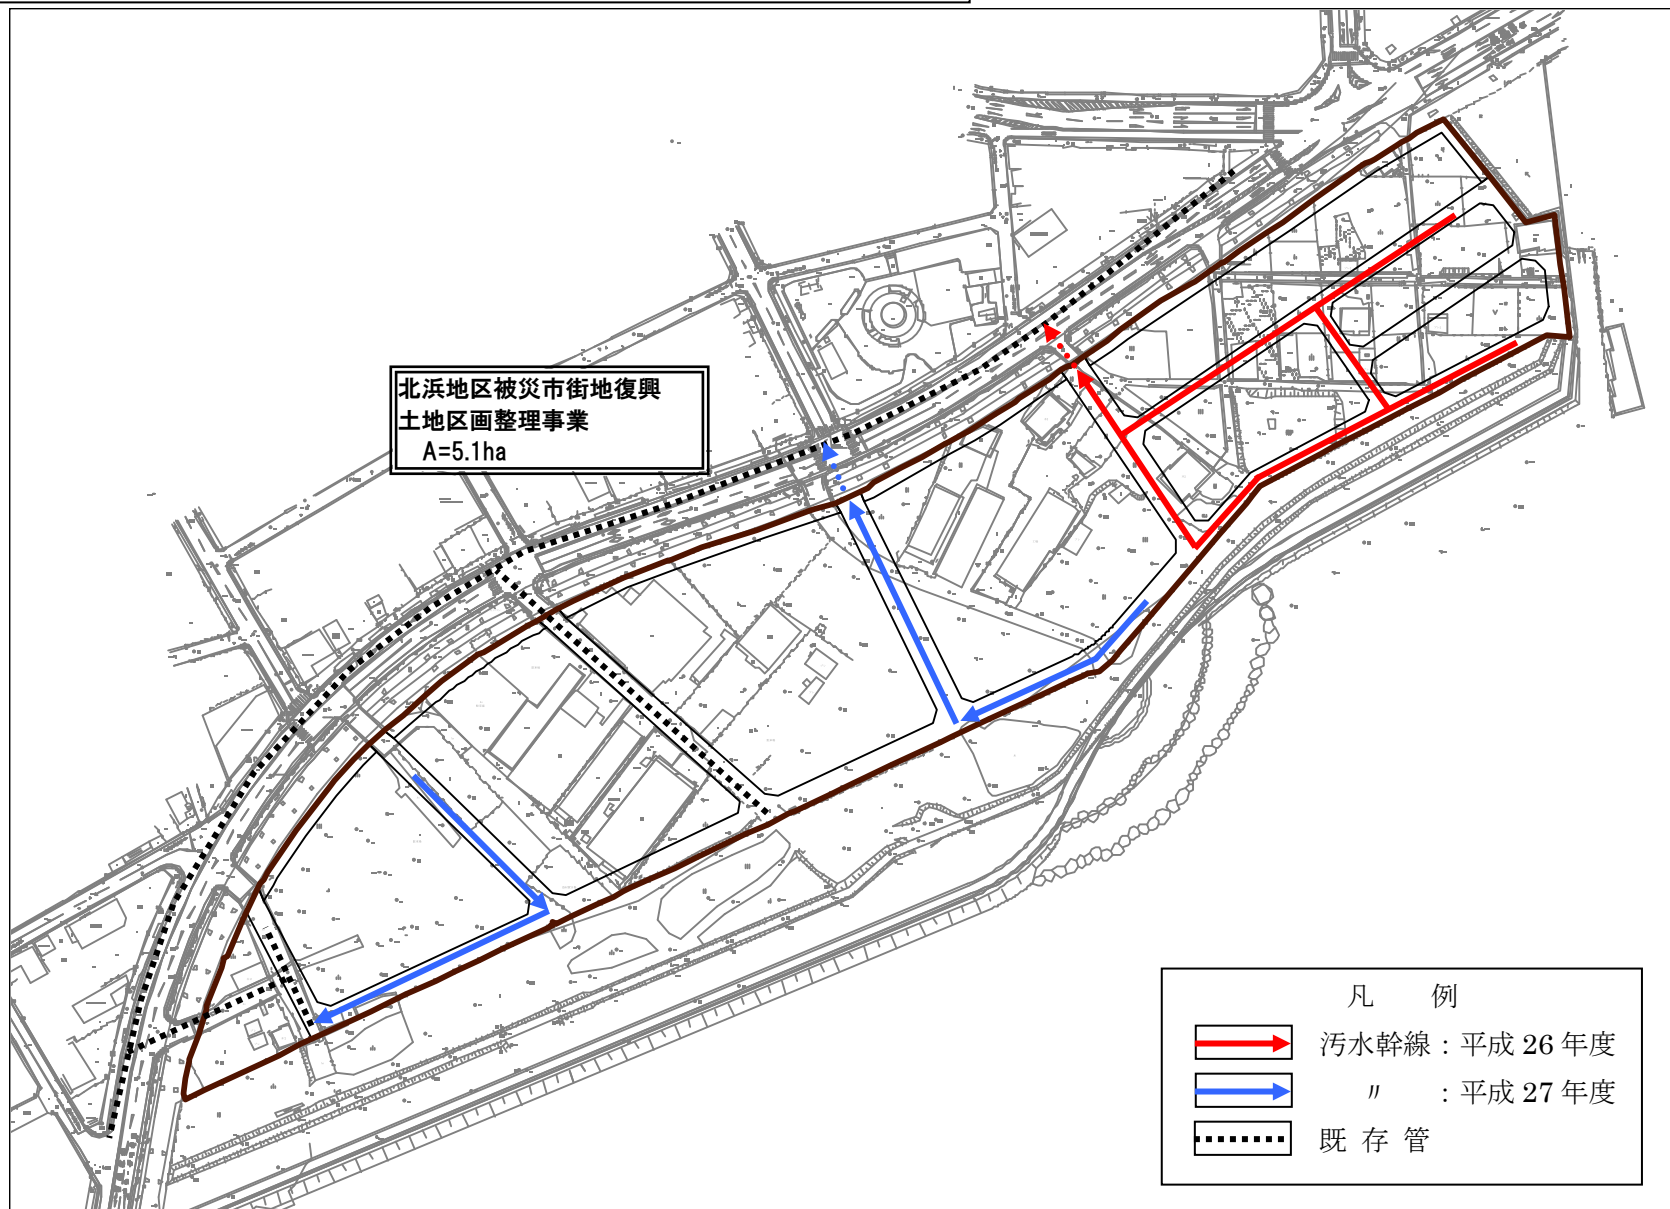 北浜地区被災市街地復興
土地区画整理事業
A=5.1ha
凡 例
汚水幹線：平成 26 年度
〃 ：平成 27 年度
既 存 管